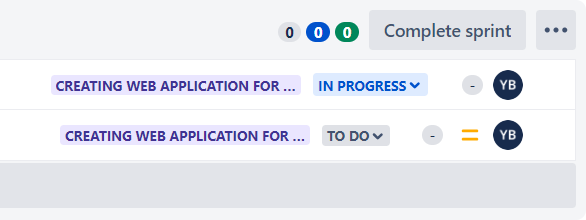 0 0 0 Complete sprint •••
CREATING WEB APPLICATION FOR ... IN PROGRESS - YB
CREATING WEB APPLICATION FOR ... TO DO - YB